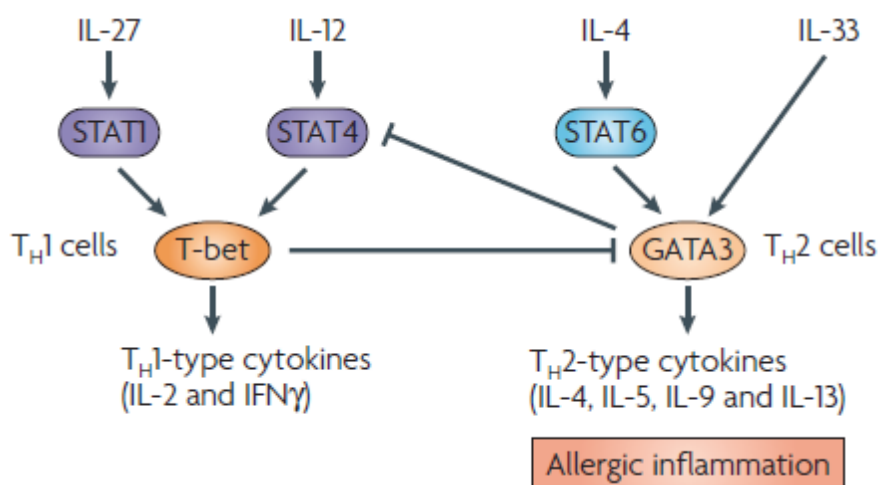 IL-27 IL-12 IL-4 IL-33
STAT1 STAT4 STAT6
TH1 cells T-bet GATA3 TH2 cells
TH1-type cytokines
(IL-2 and IFNγ)
TH2-type cytokines
(IL-4, IL-5, IL-9 and IL-13)
Allergic inflammation